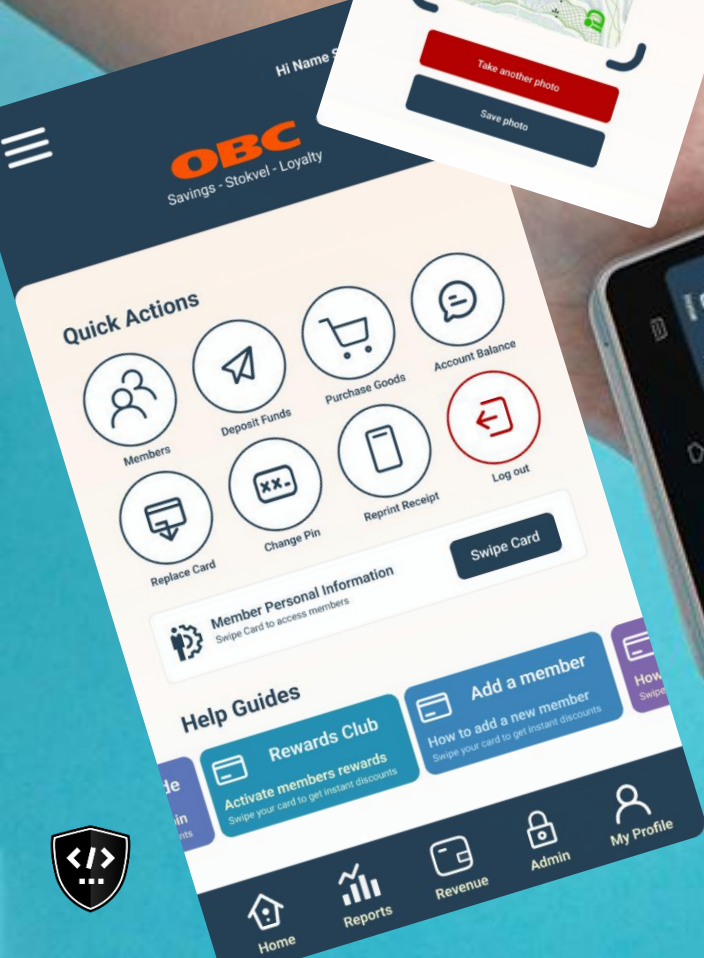 Take another photo
Save photo
Hi Name
OBC
Savings - Stokvel - Loyalty
Quick Actions
Members
Deposit Funds
Purchase Goods
Account Balance
Replace Card
Change Pin
Reprint Receipt
Log out
Member Personal Information
Swipe Card to access members
Swipe Card
Help Guides
Rewards Club
Activate members rewards
Swipe your card to get instant discounts
Add a member
How to add a new member
Swipe your card to get instant discounts
How
Swipe
Home
Reports
Revenue
Admin
My Profile